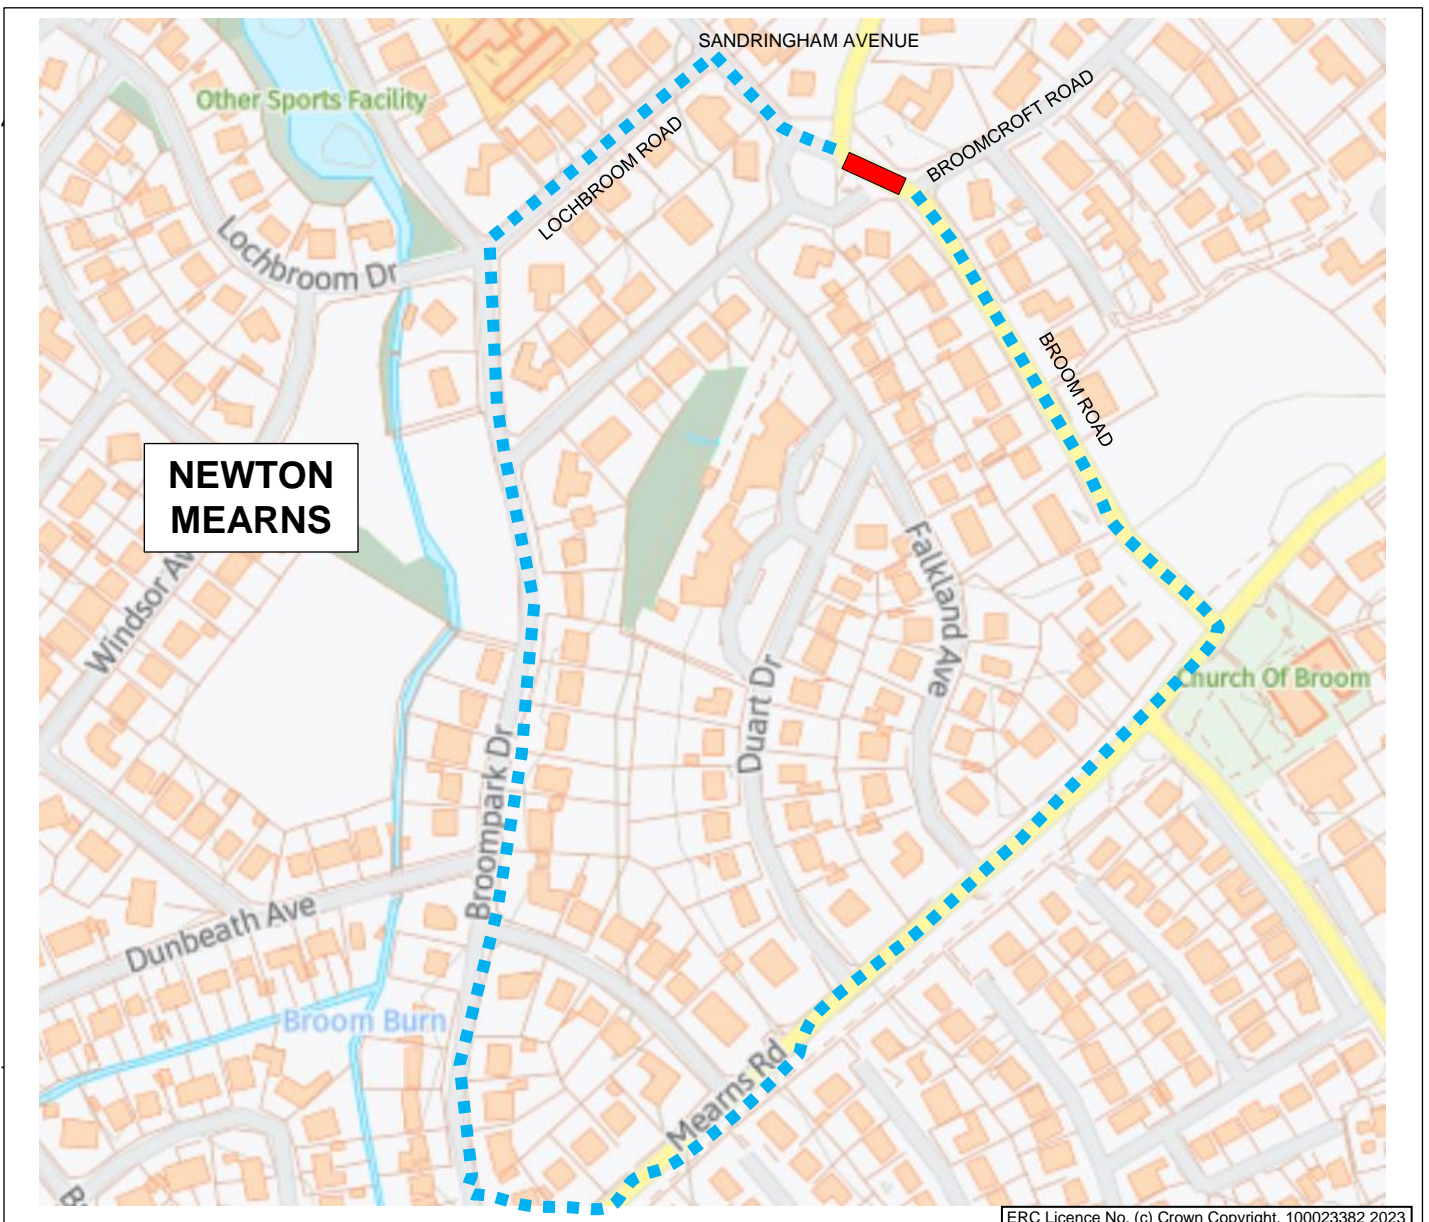 SANDRINGHAM AVENUE
Other Sports Facility
BROOMCROFT ROAD
LOCHBROOM ROAD
Lochbroom Dr
BROOM ROAD
NEWTON
MEARNS
Windsor Av
Falkland Ave
Church Of Broom
Duart Dr
Broompark Dr
Dunbeath Ave
Broom Burn
Mearns Rd
B
ERC Licence No. (c) Crown Copyright. 100023382 2023